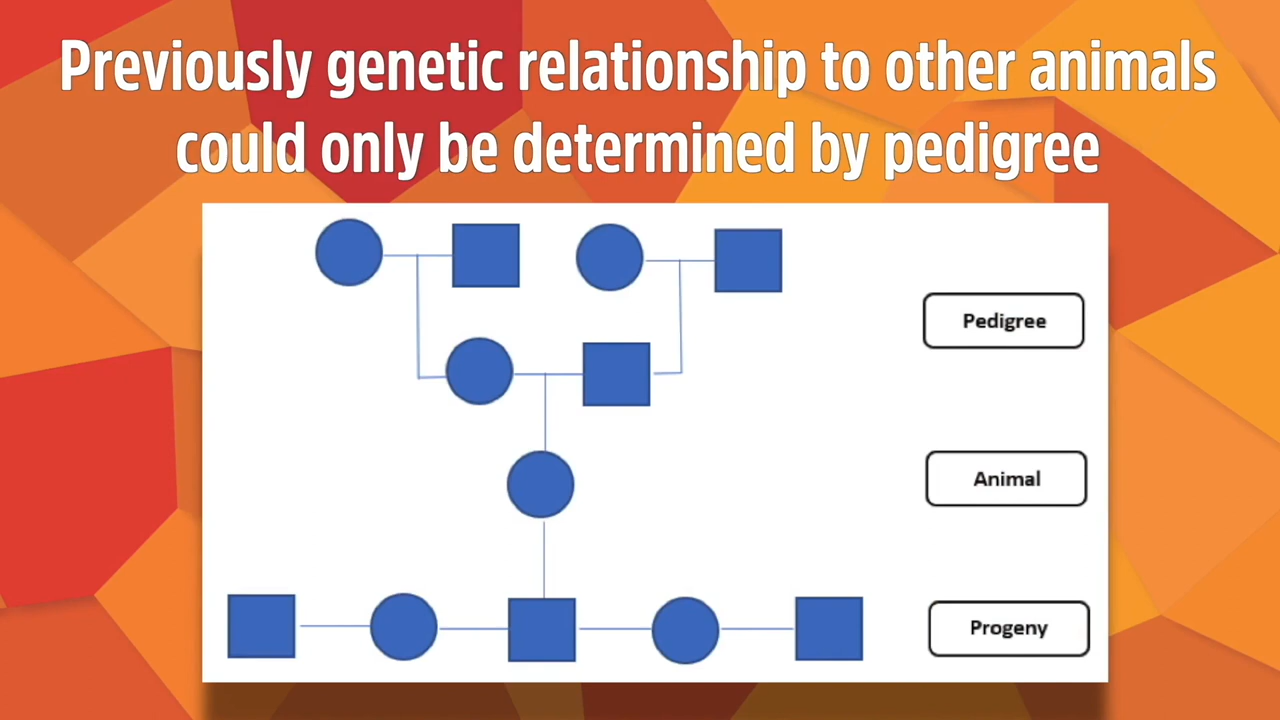 Previously genetic relationship to other animals
could only be determined by pedigree
Pedigree
Animal
Progeny